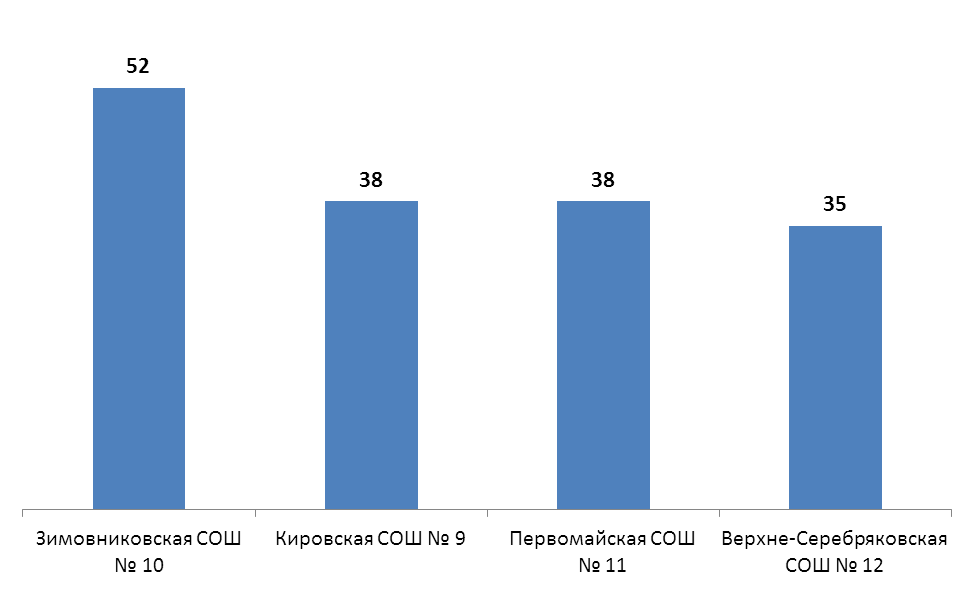 52
38
38
35
Зимовниковская СОШ
№ 10
Кировская СОШ № 9
Первомайская СОШ
№ 11
Верхне-Серебряковская
СОШ № 12